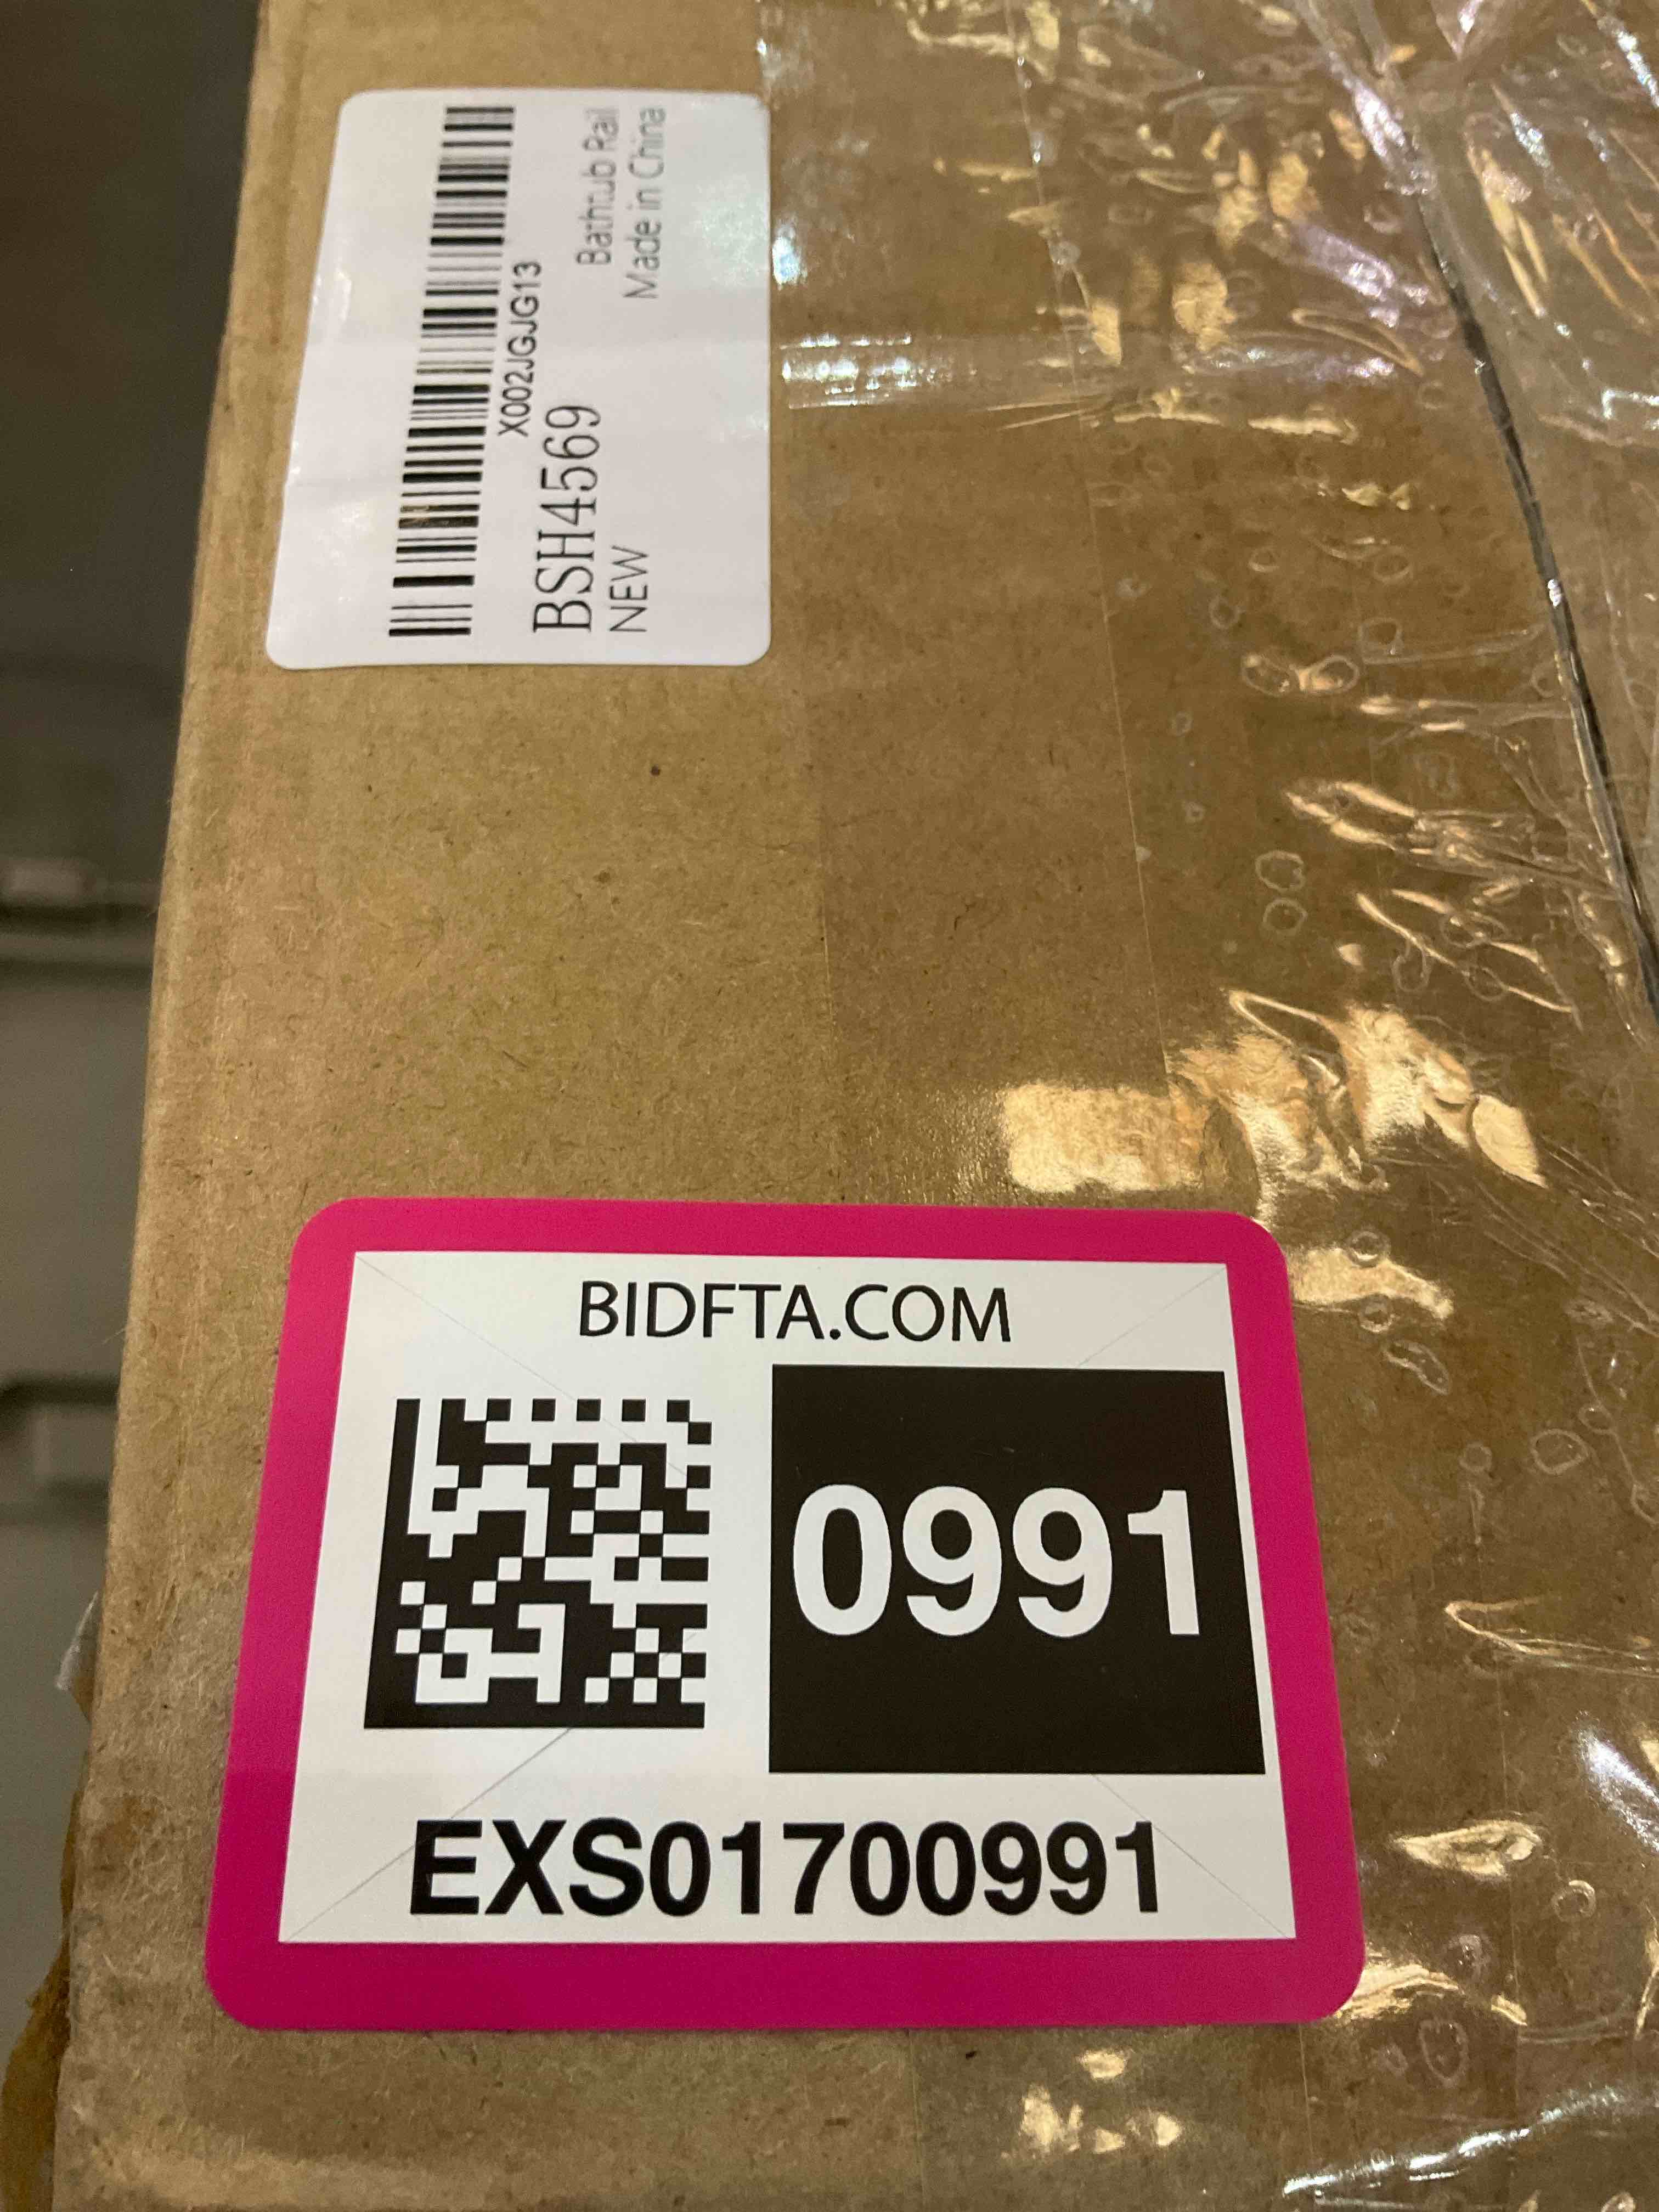 X002JGJG13
BSH4569
NEW
Bathtub Rail
Made in China
BIDFTA.COM
0991
EXS01700991